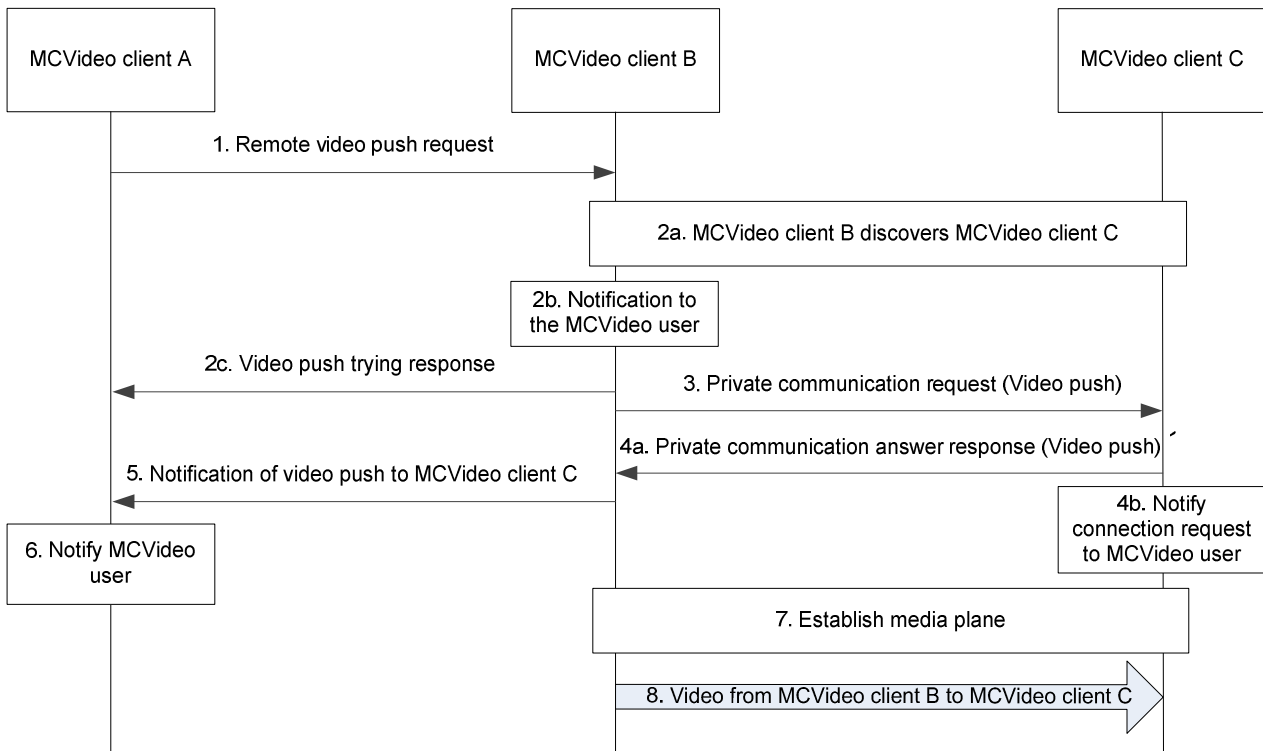 MCVideo client A
MCVideo client B
MCVideo client C
1. Remote video push request
2a. MCVideo client B discovers MCVideo client C
2b. Notification to
the MCVideo user
2c. Video push trying response
3. Private communication request (Video push)
4a. Private communication answer response (Video push)
5. Notification of video push to MCVideo client C
4b. Notify
connection request
to MCVideo user
6. Notify MCVideo
user
7. Establish media plane
8. Video from MCVideo client B to MCVideo client C